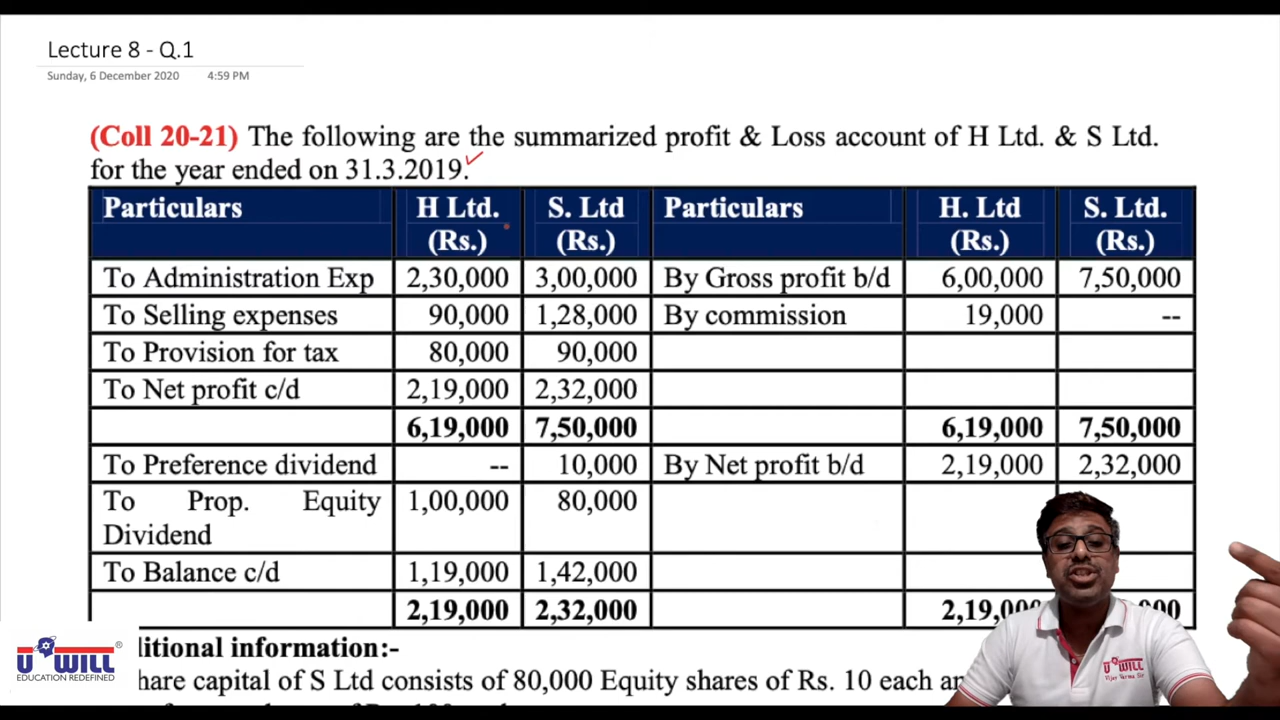 Lecture 8 - Q.1
Sunday, 6 December 2020 4:59 PM
(Coll 20-21) The following are the summarized profit & Loss account of H Ltd. & S Ltd.
for the year ended on 31.3.2019.
Particulars H Ltd. (Rs.) S. Ltd (Rs.) Particulars H. Ltd (Rs.) S. Ltd. (Rs.)
To Administration Exp 2,30,000 3,00,000 By Gross profit b/d 6,00,000 7,50,000
To Selling expenses 90,000 1,28,000 By commission 19,000 --
To Provision for tax 80,000 90,000
To Net profit c/d 2,19,000 2,32,000
6,19,000 7,50,000 6,19,000 7,50,000
To Preference dividend -- 10,000 By Net profit b/d 2,19,000 2,32,000
To Prop. Equity 1,00,000 80,000
Dividend
To Balance c/d 1,19,000 1,42,000
2,19,000 2,32,000
litional information:-
hare capital of S Ltd consists of 80,000 Equity shares of Rs. 10 each
U WILL ®
EDUCATION REDEFINED
U WILL
Vijay Varma Sir